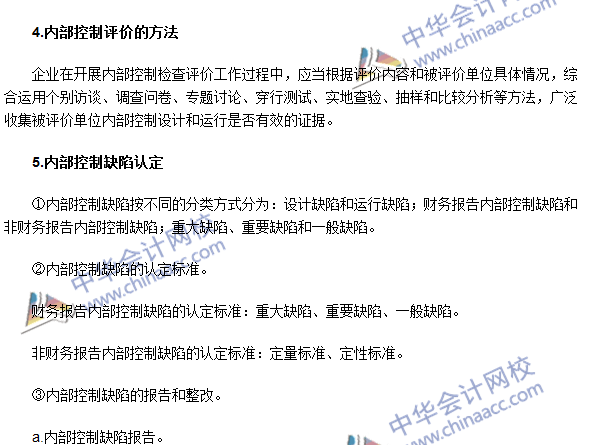 4.内部控制评价的方法
企业在开展内部控制检查评价工作过程中，应当根据评价内容和被评价单位具体情况，综
合运用个别访谈、调查问卷、专题讨论、穿行测试、实地查验、抽样和比较分析等方法，广泛
收集被评价单位内部控制设计和运行是否有效的证据。
5.内部控制缺陷认定
①内部控制缺陷按不同的分类方式分为：设计缺陷和运行缺陷；财务报告内部控制缺陷和
非财务报告内部控制缺陷；重大缺陷、重要缺陷和一般缺陷。
②内部控制缺陷的认定标准。
财务报告内部控制缺陷的认定标准：重大缺陷、重要缺陷、一般缺陷。
非财务报告内部控制缺陷的认定标准：定量标准、定性标准。
③内部控制缺陷的报告和整改。
a.内部控制缺陷报告。
中华会计网校
www.chinaacc.com
中华会计网校
www.chinaacc.com
中华会计网校
www.chinaacc.com